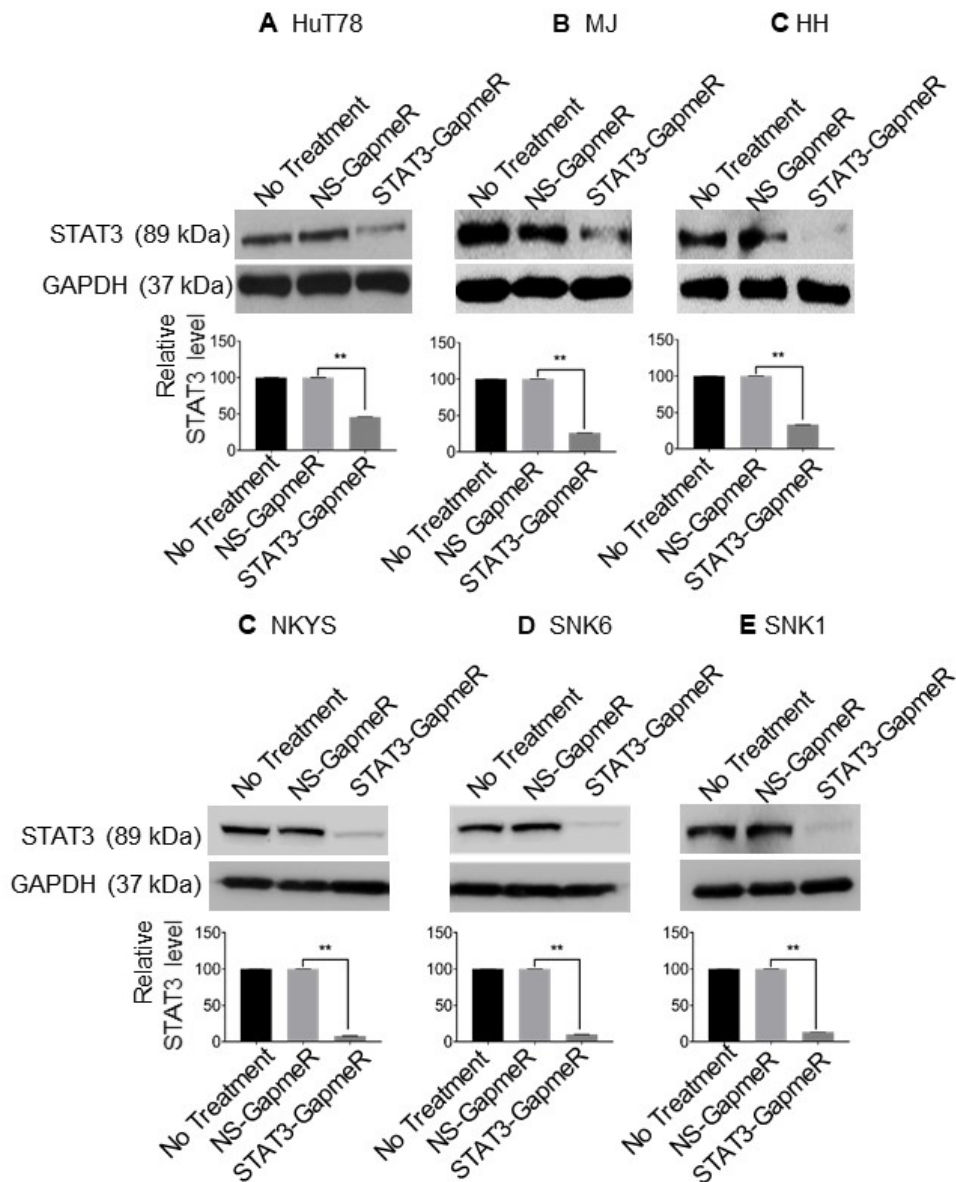 A HuT78
B MJ
C HH
No Treatment
NS-GapmeR
STAT3-GapmeR
No Treatment
NS-GapmeR
STAT3-GapmeR
No Treatment
NS GapmeR
STAT3-GapmeR
STAT3 (89 kDa)
GAPDH (37 kDa)
Relative
STAT3 level
150
100
50
0
**
No Treatment
NS-GapmeR
STAT3-GapmeR
150
100
50
0
**
No Treatment
NS GapmeR
STAT3-GapmeR
150
100
50
0
**
No Treatment
NS-GapmeR
STAT3-GapmeR
C NKYS
D SNK6
E SNK1
No Treatment
NS-GapmeR
STAT3-GapmeR
No Treatment
NS-GapmeR
STAT3-GapmeR
No Treatment
NS-GapmeR
STAT3-GapmeR
STAT3 (89 kDa)
GAPDH (37 kDa)
Relative
STAT3 level
150
100
50
0
**
No Treatment
NS-GapmeR
STAT3-GapmeR
150
100
50
0
**
No Treatment
NS-GapmeR
STAT3-GapmeR
150
100
50
0
**
No Treatment
NS-GapmeR
STAT3-GapmeR